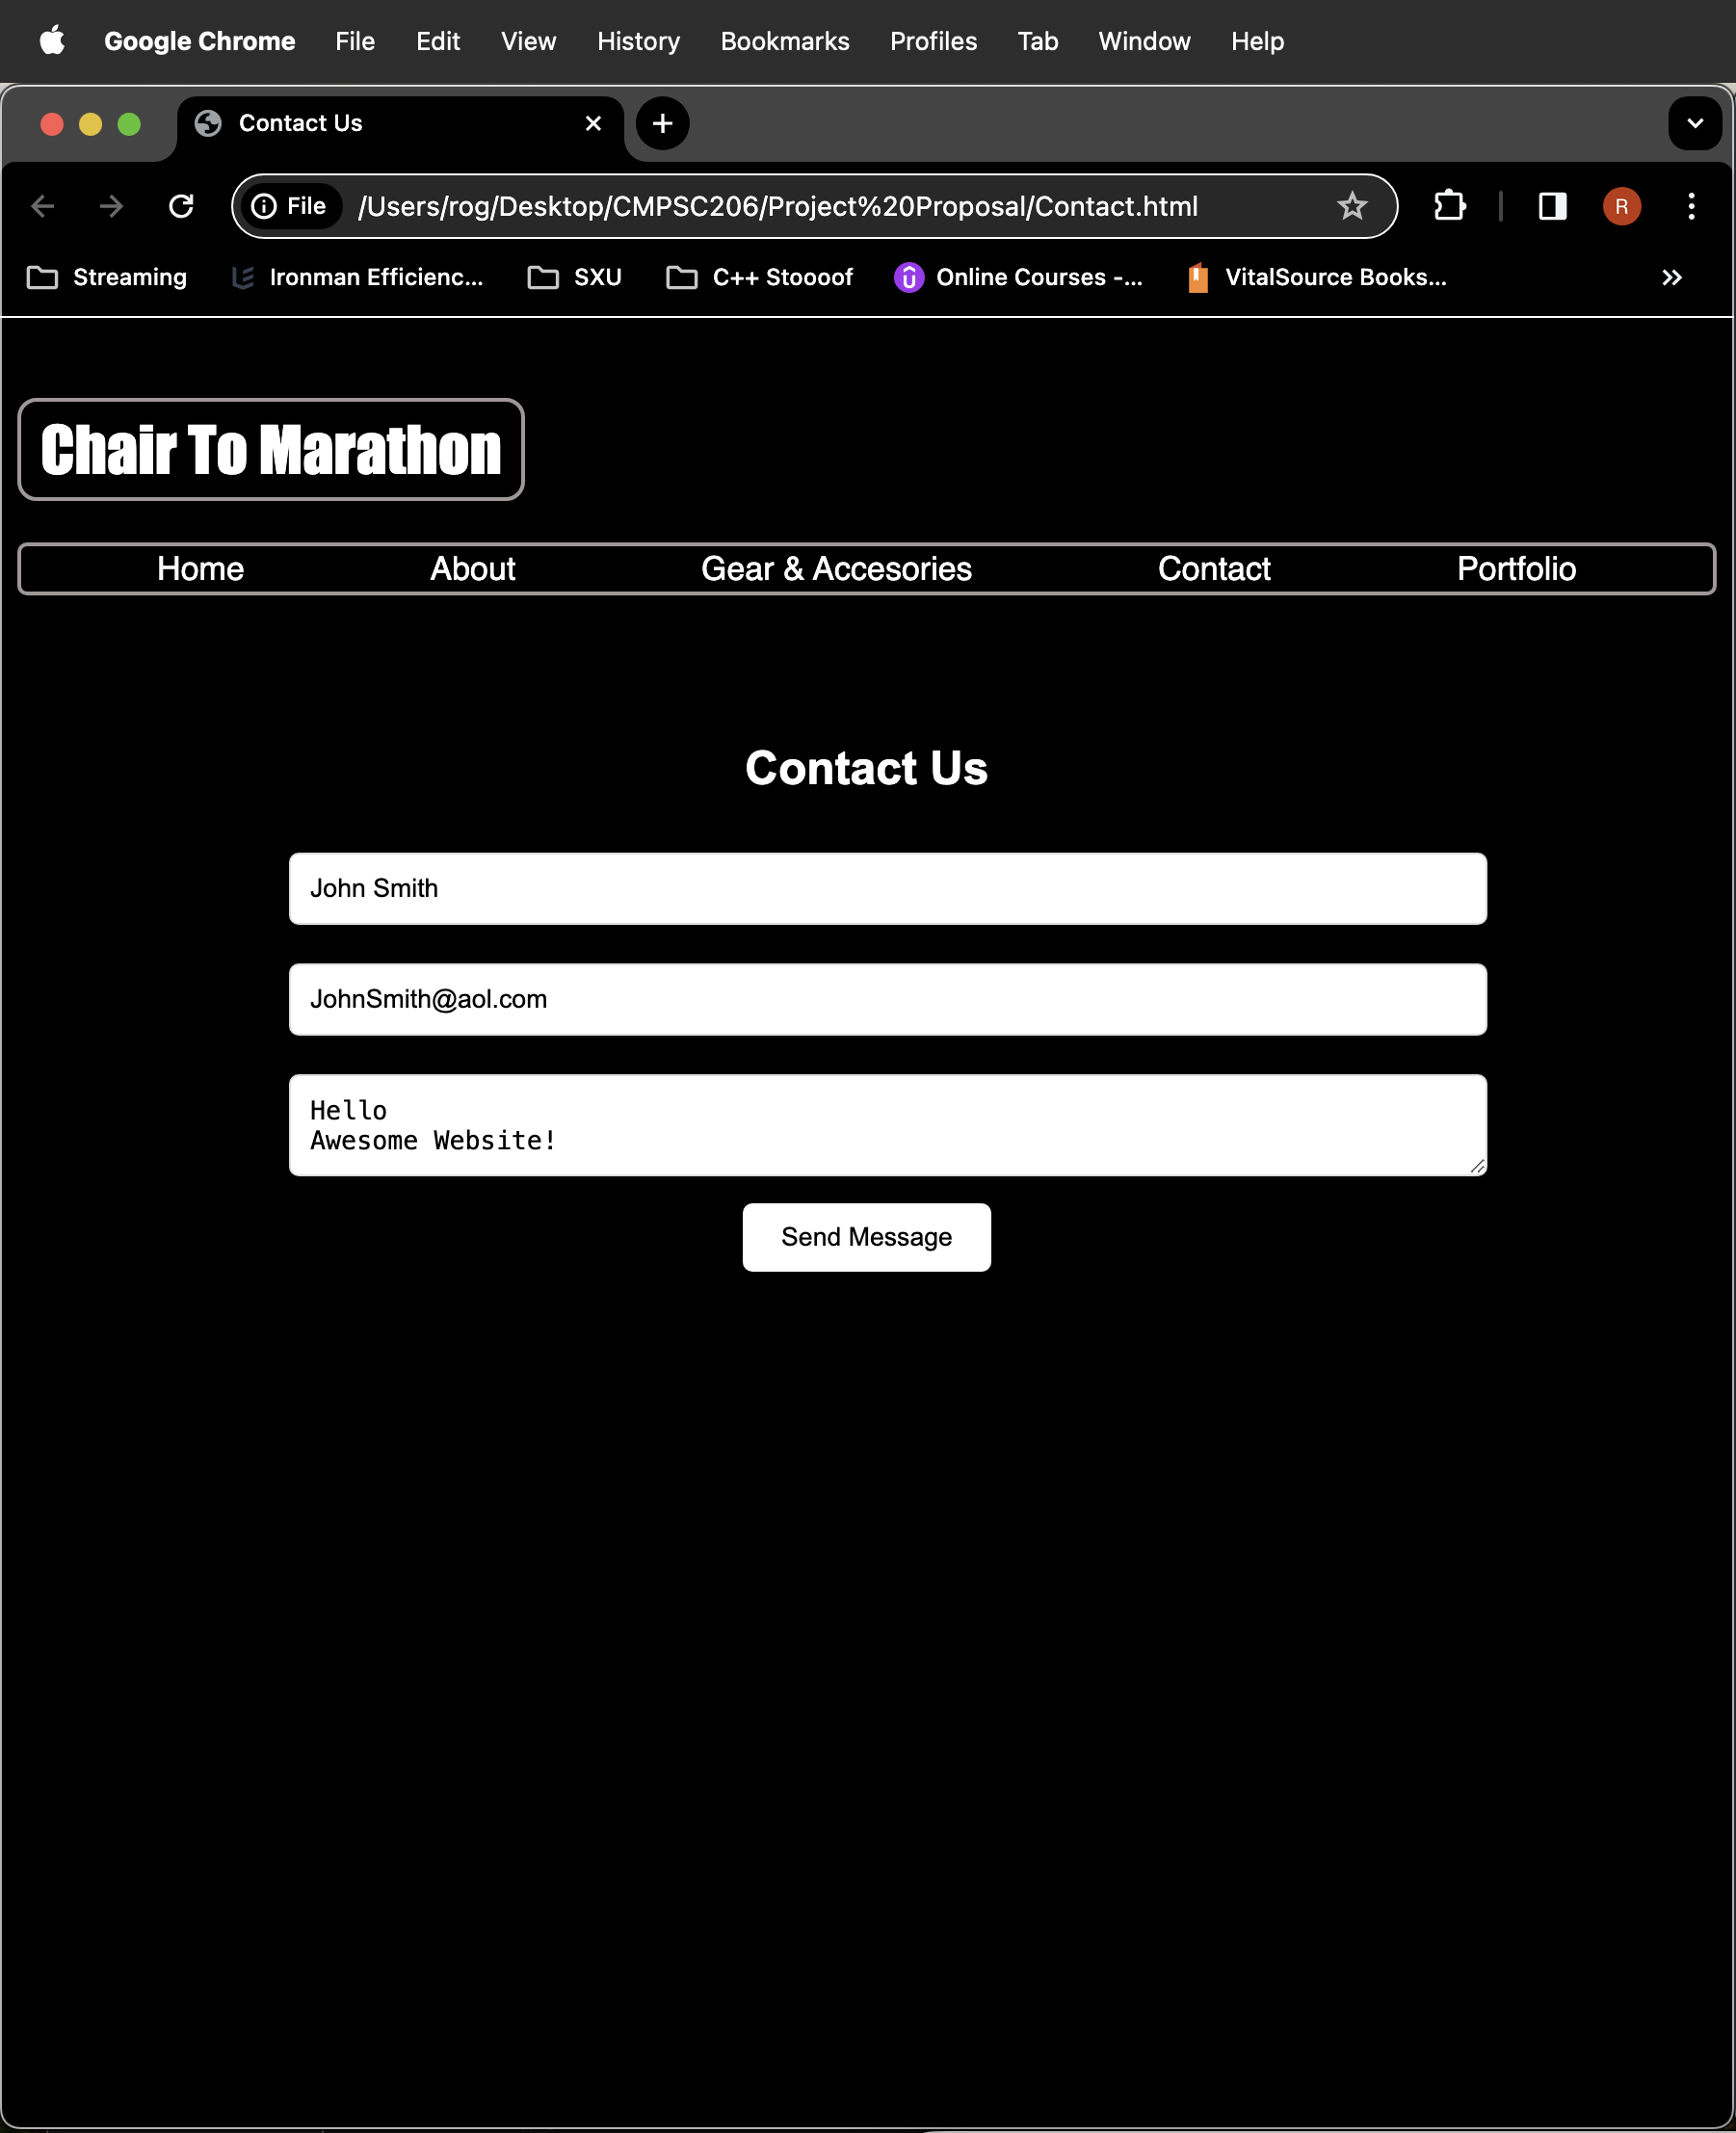 Google Chrome File Edit View History Bookmarks Profiles Tab Window Help
Contact Us
File /Users/rog/Desktop/CMPSC206/Project%20Proposal/Contact.html R
Streaming Ironman Efficienc... SXU C++ Stoooof Online Courses -... VitalSource Books...
Chair To Marathon
Home About Gear & Accesories Contact Portfolio
Contact Us
John Smith
JohnSmith@aol.com
Hello
Awesome Website!
Send Message